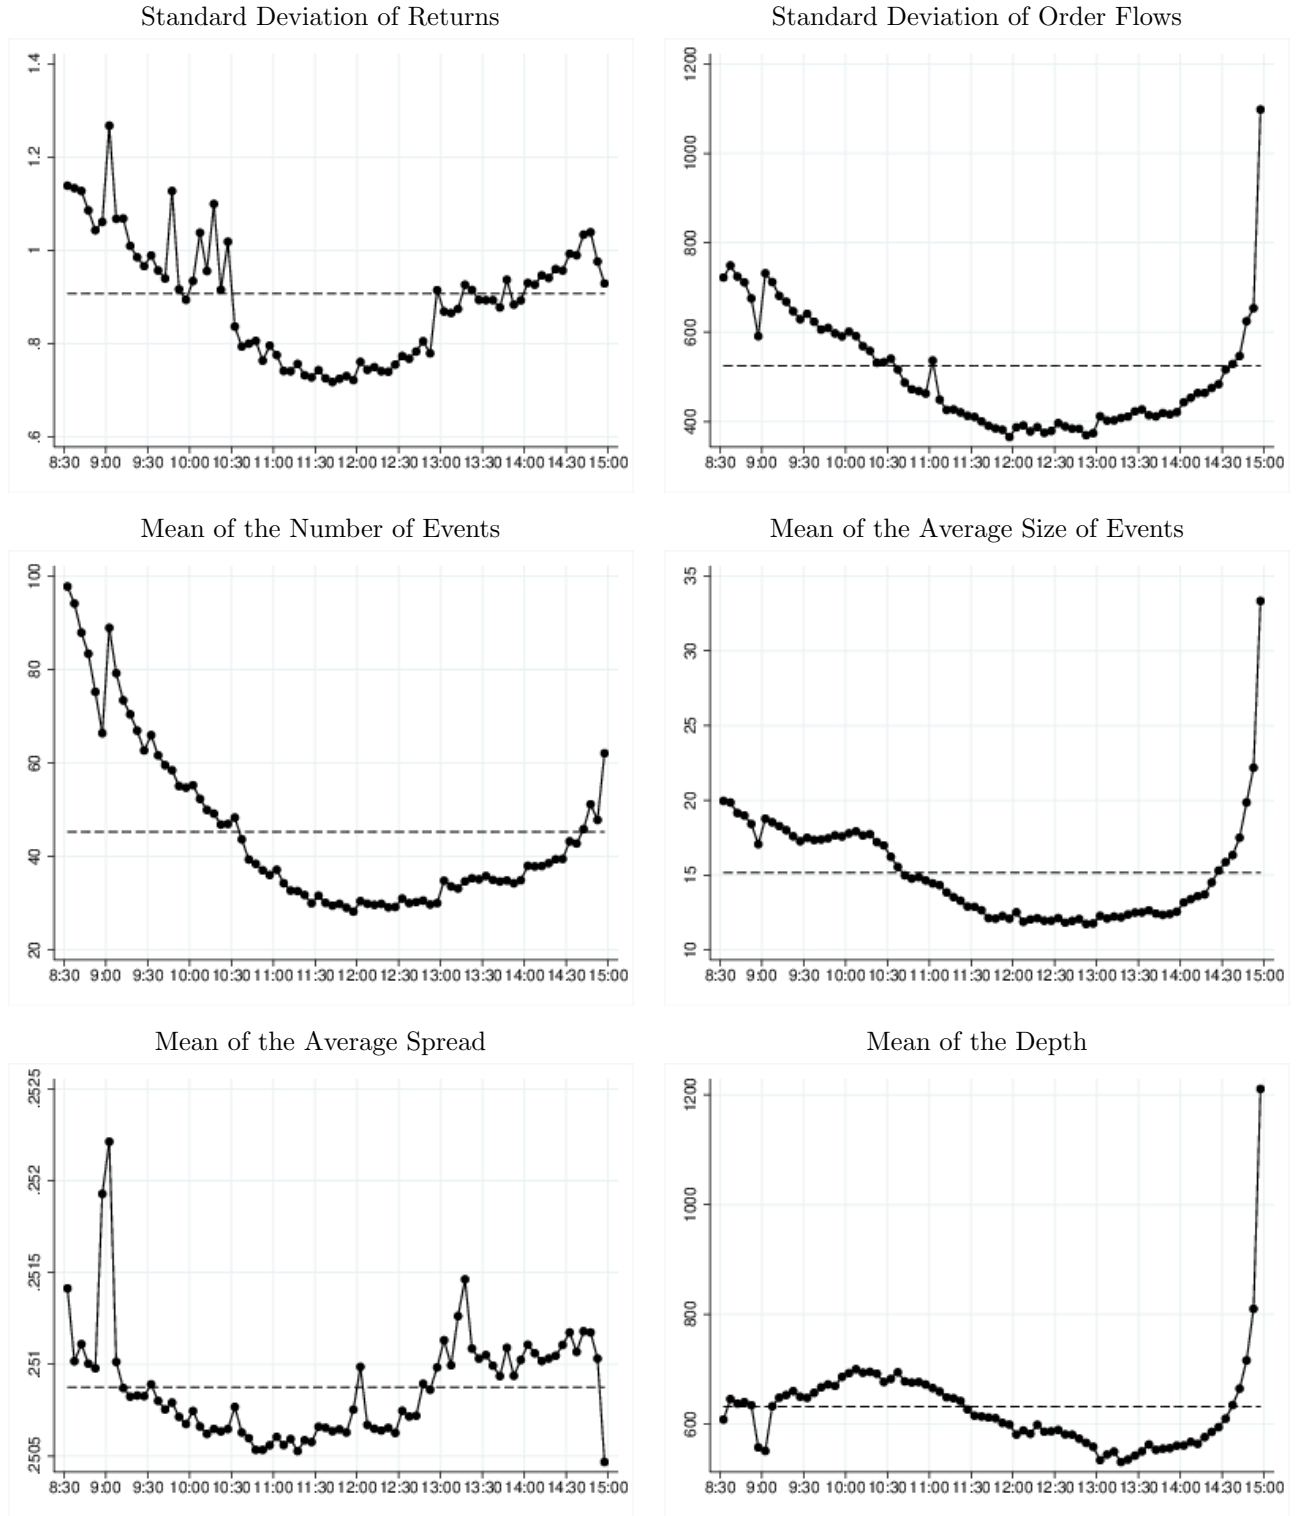 Standard Deviation of Returns
1.4
1.2
1
.8
.6
8:30 9:00 9:30 10:00 10:30 11:00 11:30 12:00 12:30 13:00 13:30 14:00 14:30 15:00
Standard Deviation of Order Flows
1200
1000
800
600
400
8:30 9:00 9:30 10:00 10:30 11:00 11:30 12:00 12:30 13:00 13:30 14:00 14:30 15:00
Mean of the Number of Events
100
80
60
40
20
8:30 9:00 9:30 10:00 10:30 11:00 11:30 12:00 12:30 13:00 13:30 14:00 14:30 15:00
Mean of the Average Size of Events
35
30
25
20
15
10
8:30 9:00 9:30 10:00 10:30 11:00 11:30 12:00 12:30 13:00 13:30 14:00 14:30 15:00
Mean of the Average Spread
.2525
.252
.2515
.251
.2505
8:30 9:00 9:30 10:00 10:30 11:00 11:30 12:00 12:30 13:00 13:30 14:00 14:30 15:00
Mean of the Depth
1200
1000
800
600
8:30 9:00 9:30 10:00 10:30 11:00 11:30 12:00 12:30 13:00 13:30 14:00 14:30 15:00